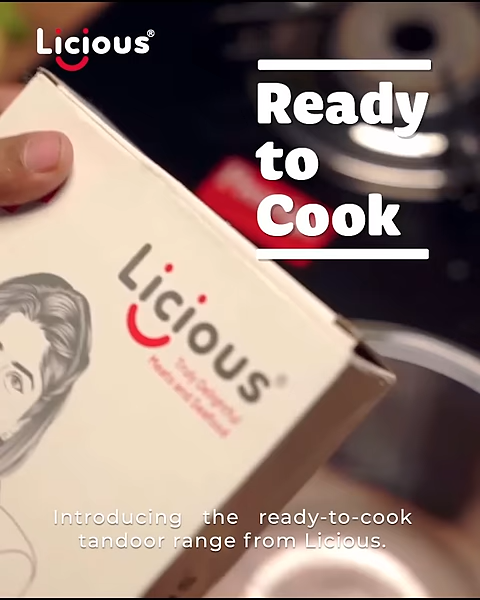 Licious®
Ready
to
Cook
Licious®
Truly Delightful
Meats and Seafood
Introducing the ready-to-cook
tandoor range from Licious.